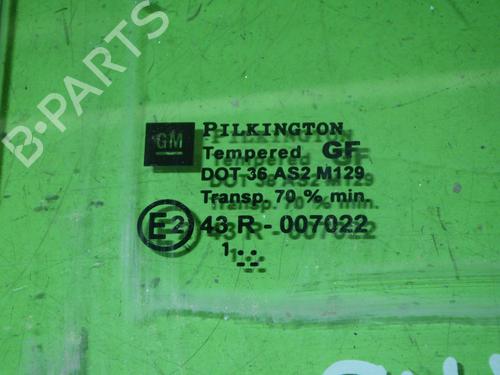 B-PARTS
GM
PILKINGTON
Tempered GF
DOT 36 AS2 M129
Transp. 70 % min.
E2 43 R - 007022
1